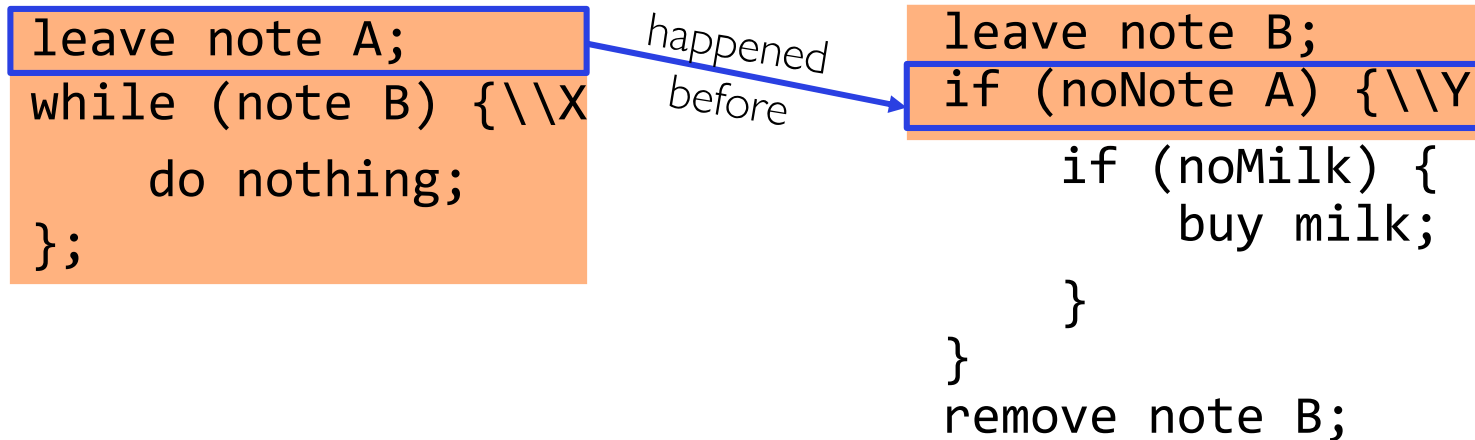 leave note A;
while (note B) {\\X
    do nothing;
};
happened
before
leave note B;
if (noNote A) {\\Y
    if (noMilk) {
        buy milk;
    }
}
remove note B;